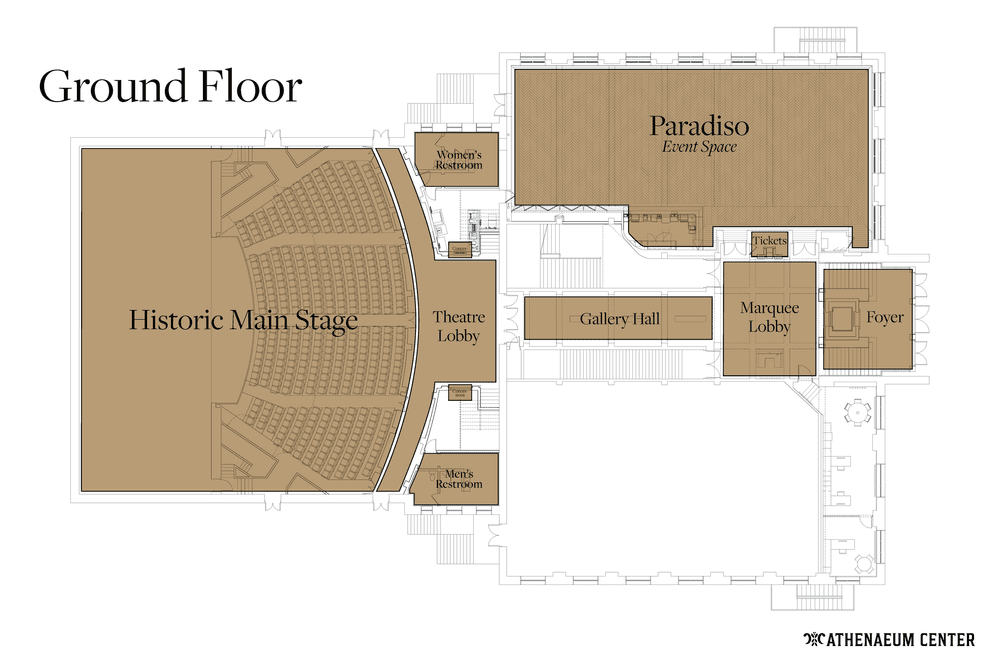 Ground Floor
Paradiso
Event Space
Women's
Restroom
Tickets
Historic Main Stage
Theatre
Lobby
Gallery Hall
Marquee
Lobby
Foyer
Men's
Restroom
ATHENAEUM CENTER